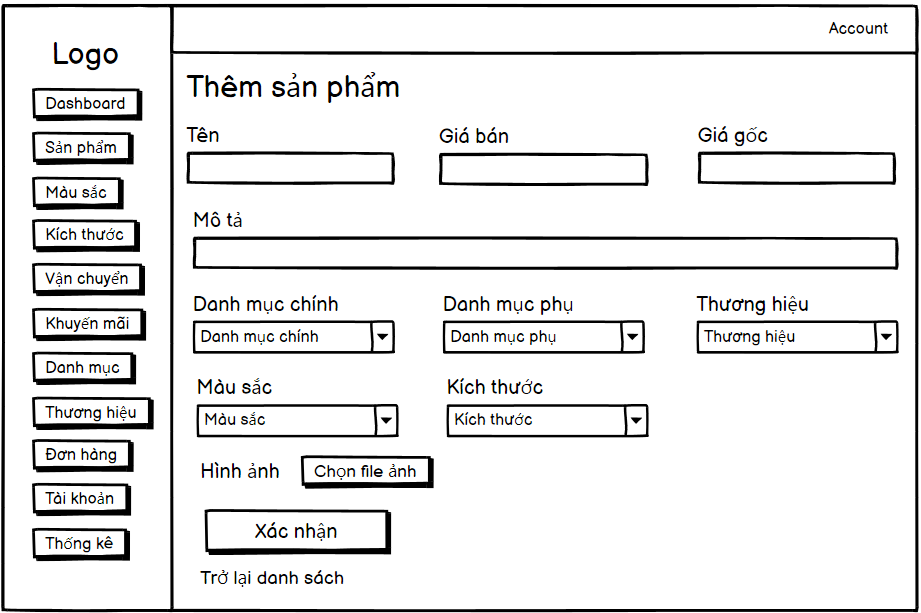 Account
Logo
Dashboard
Sản phẩm
Màu sắc
Kích thước
Vận chuyển
Khuyến mãi
Danh mục
Thương hiệu
Đơn hàng
Tài khoản
Thống kê
Thêm sản phẩm
Tên Giá bán Giá gốc
Mô tả
Danh mục chính Danh mục phụ Thương hiệu
Danh mục chính Danh mục phụ Thương hiệu
Màu sắc Kích thước
Màu sắc Kích thước
Hình ảnh Chọn file ảnh
Xác nhận
Trở lại danh sách